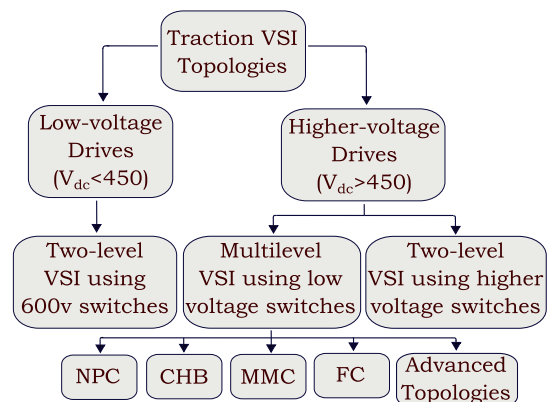 Traction VSI
Topologies
Low-voltage
Drives
(Vdc<450)
Higher-voltage
Drives
(Vdc>450)
Two-level
VSI using
600v switches
Multilevel
VSI using low
voltage switches
Two-level
VSI using higher
voltage switches
NPC
CHB
MMC
FC
Advanced
Topologies